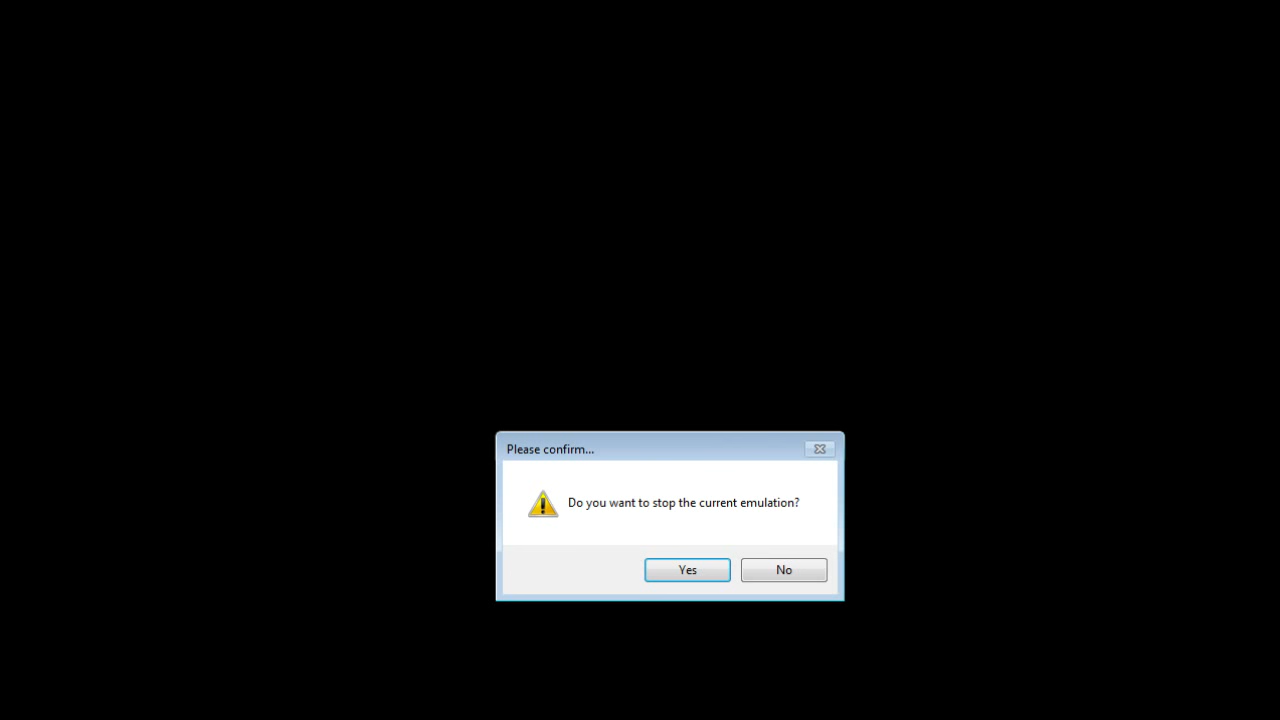 Please confirm...
Do you want to stop the current emulation?
Yes
No